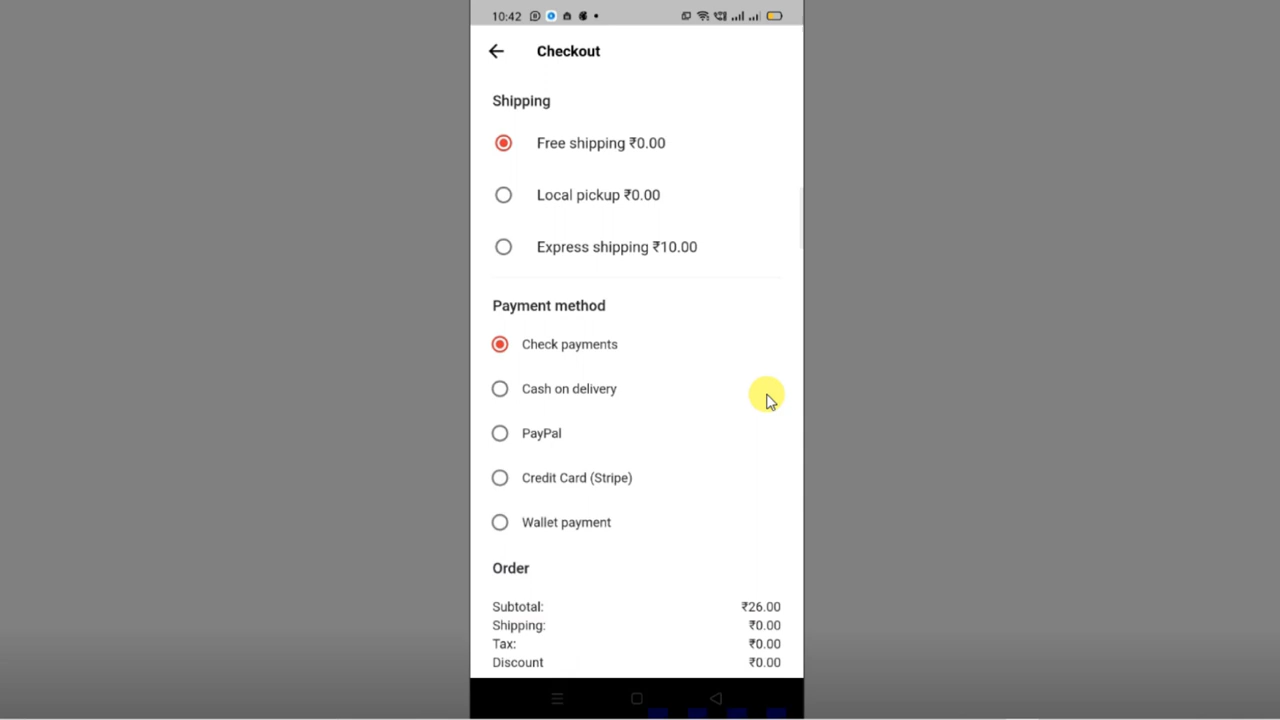 10:42
Checkout
Shipping
Free shipping ₹0.00
Local pickup ₹0.00
Express shipping ₹10.00
Payment method
Check payments
Cash on delivery
PayPal
Credit Card (Stripe)
Wallet payment
Order
Subtotal: ₹26.00
Shipping: ₹0.00
Tax: ₹0.00
Discount ₹0.00